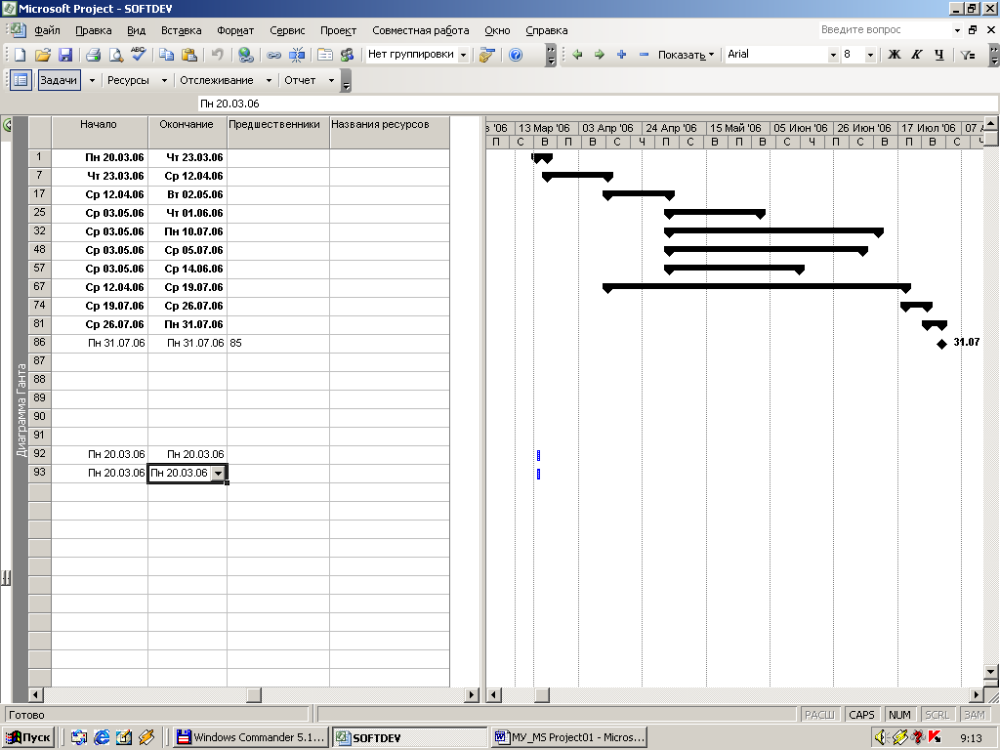 Microsoft Project - SOFTDEV
Файл Правка Вид Вставка Формат Сервис Проект Совместная работа Окно Справка Введите вопрос
Нет группировки Показать Arial 8 Ж К Ч
Задачи Ресурсы Отслеживание Отчет
Пн 20.03.06
Начало Окончание Предшественники Названия ресурсов
в '06 13 Мар '06 03 Апр '06 24 Апр '06 15 Май '06 05 Июн '06 26 Июн '06 17 Июл '06 07
П С В П В С Ч П С В П В С Ч П С В П В С Ч
1 Пн 20.03.06 Чт 23.03.06
7 Чт 23.03.06 Ср 12.04.06
17 Ср 12.04.06 Вт 02.05.06
25 Ср 03.05.06 Чт 01.06.06
32 Ср 03.05.06 Пн 10.07.06
48 Ср 03.05.06 Ср 05.07.06
57 Ср 03.05.06 Ср 14.06.06
67 Ср 12.04.06 Ср 19.07.06
74 Ср 19.07.06 Ср 26.07.06
81 Ср 26.07.06 Пн 31.07.06
86 Пн 31.07.06 Пн 31.07.06 85 31.07
87
88
89
90
91
92 Пн 20.03.06 Пн 20.03.06
93 Пн 20.03.06 Пн 20.03.06
Диаграмма Ганта
Готово РАСШ CAPS NUM SCRL ЗАМ
Пуск Windows Commander 5.1... SOFTDEV МУ_MS Project01 - Micros... 9:13